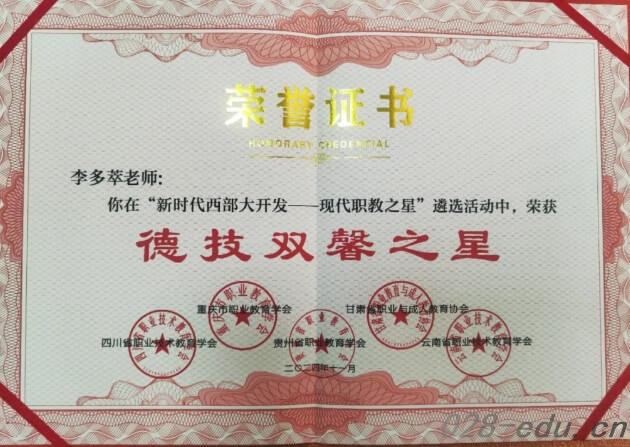 荣誉证书
HONORARY CREDENTIAL
李多萃老师:
你在“新时代西部大开发——现代职教之星”遴选活动中,荣获
德技双馨之星
重庆市职业教育学会 甘肃省职业与成人教育协会
四川省职业技术教育学会 贵州省职业教育学会 云南省职业技术教育学会
二〇二四年十一月
028-edu.cn